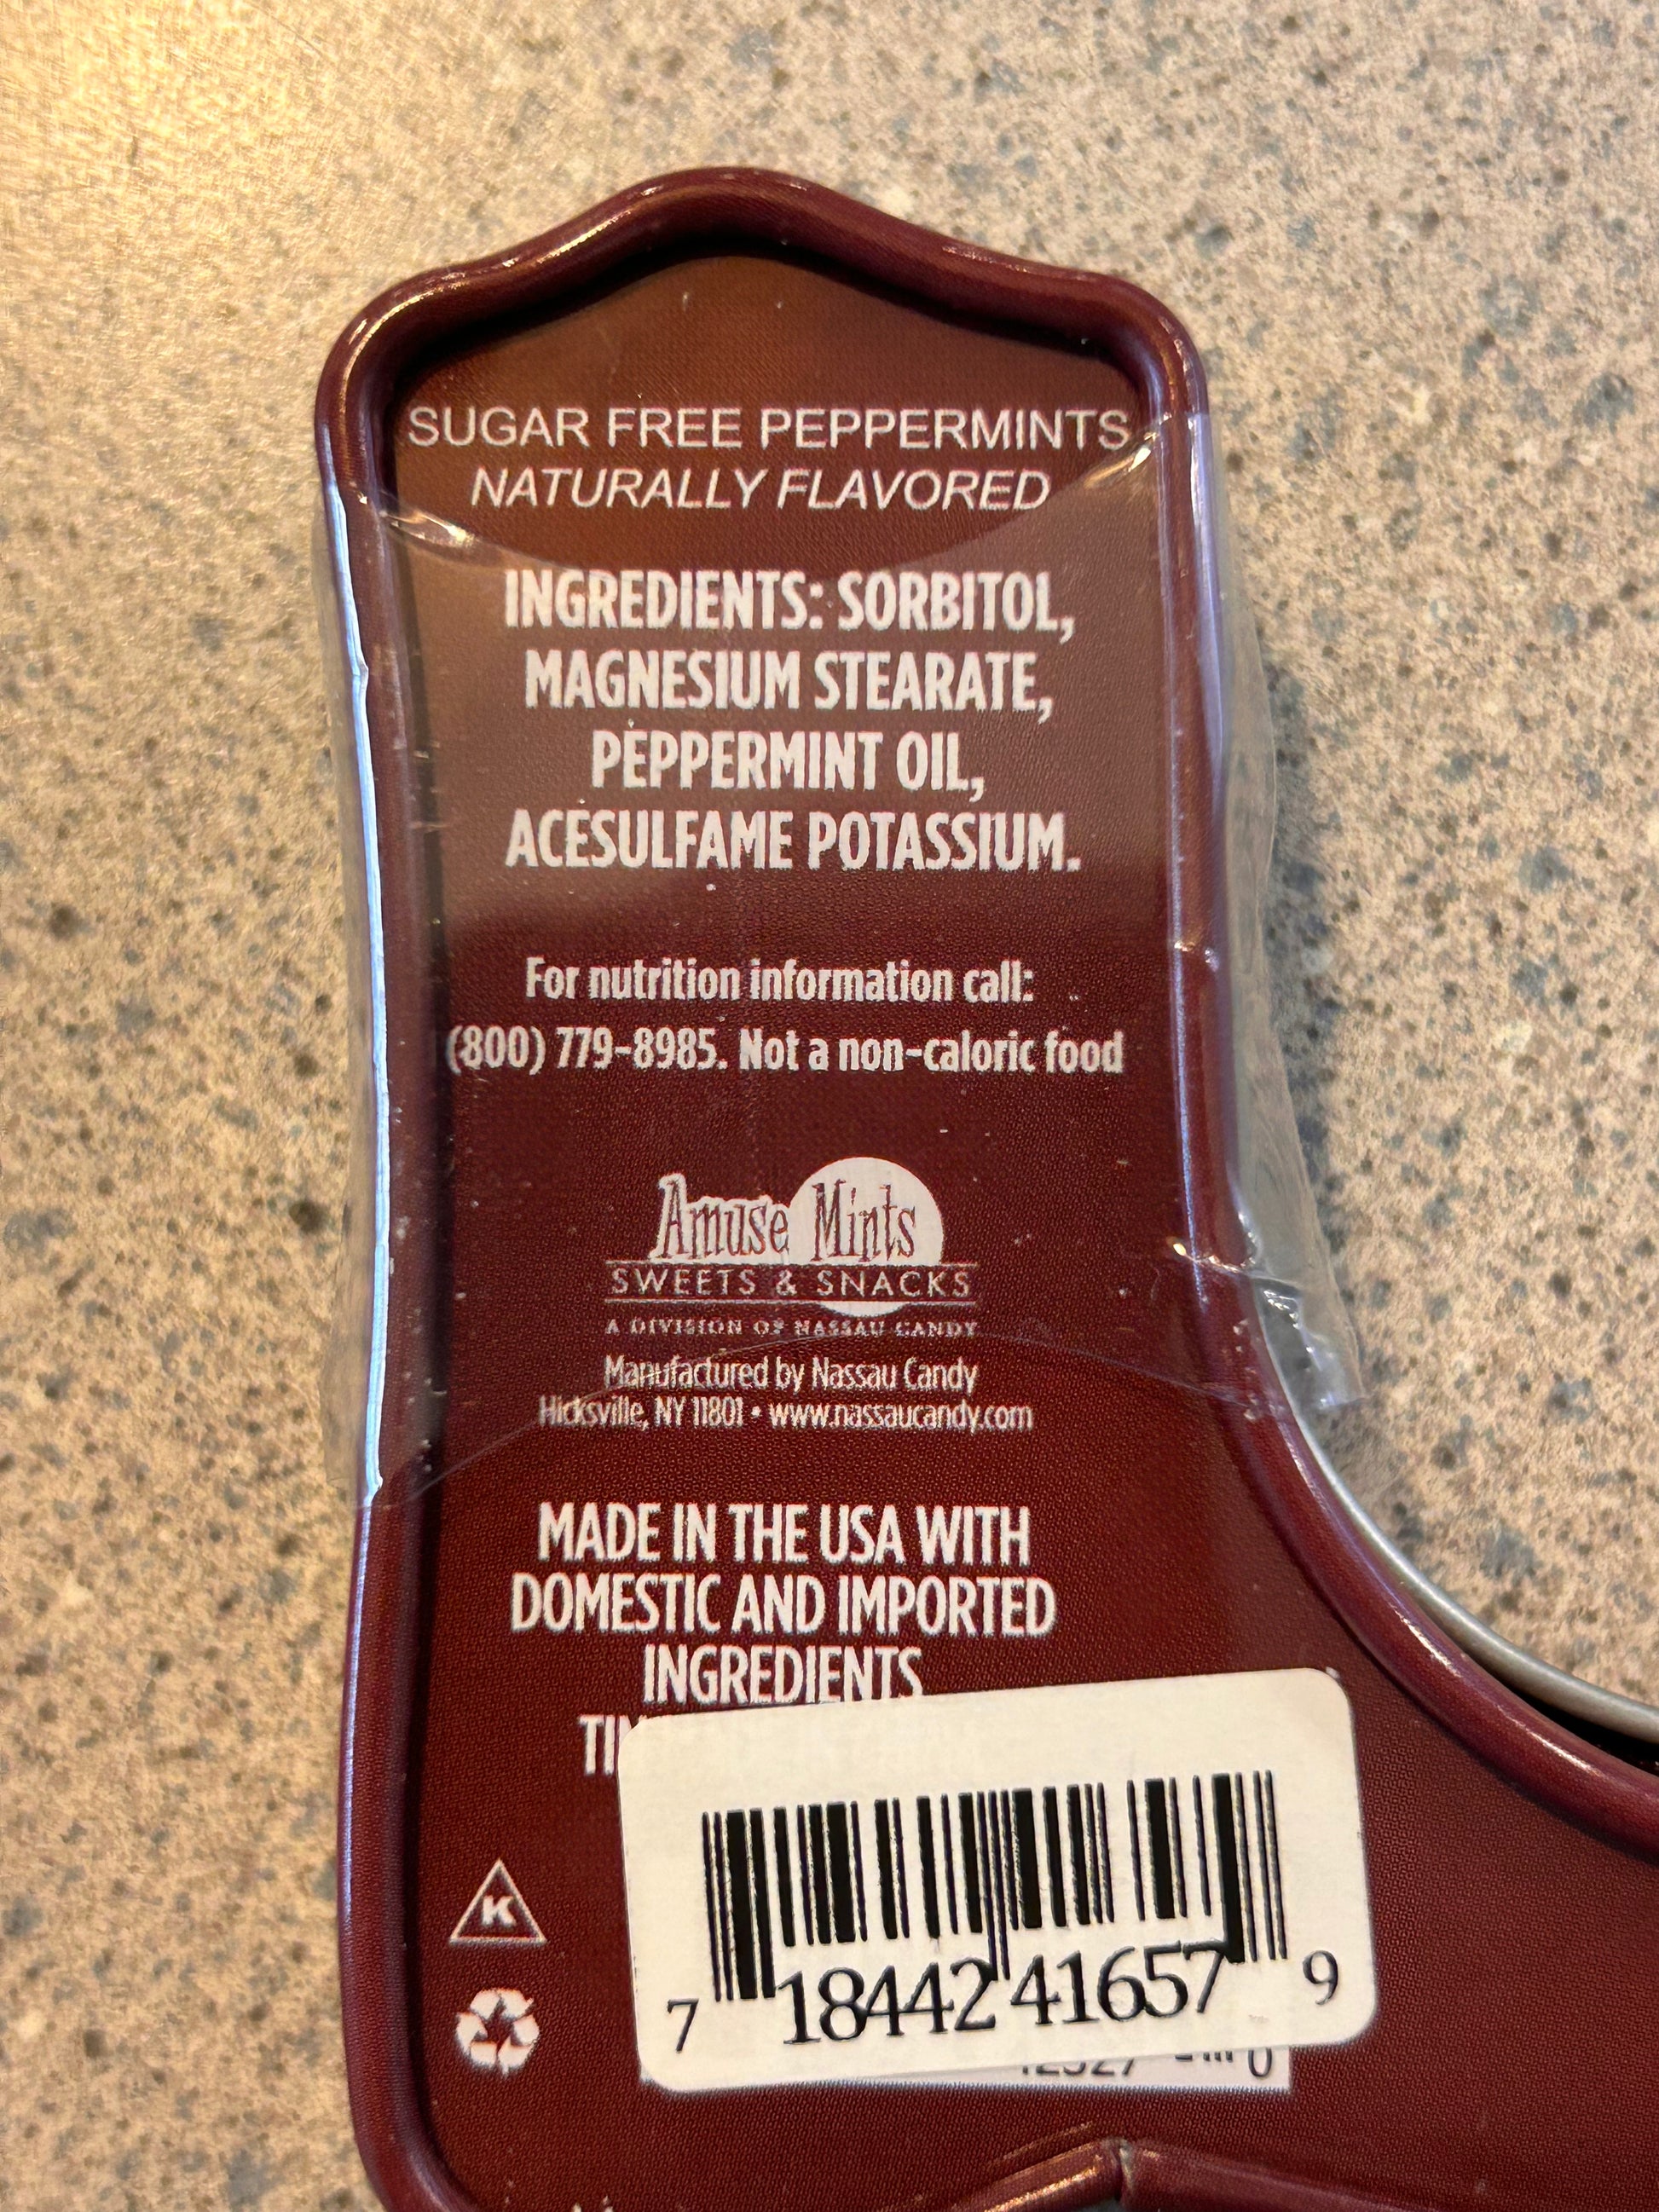 SUGAR FREE PEPPERMINTS
NATURALLY FLAVORED
INGREDIENTS: SORBITOL,
MAGNESIUM STEARATE,
PEPPERMINT OIL,
ACESULFAME POTASSIUM.
For nutrition information call:
(800) 779-8985. Not a non-caloric food
Amuse Mints
SWEETS & SNACKS
A DIVISION OF NASSAU CANDY
Manufactured by Nassau Candy
Hicksville, NY 11801 • www.nassaucandy.com
MADE IN THE USA WITH
DOMESTIC AND IMPORTED
INGREDIENTS
K
7 18442 41657 9